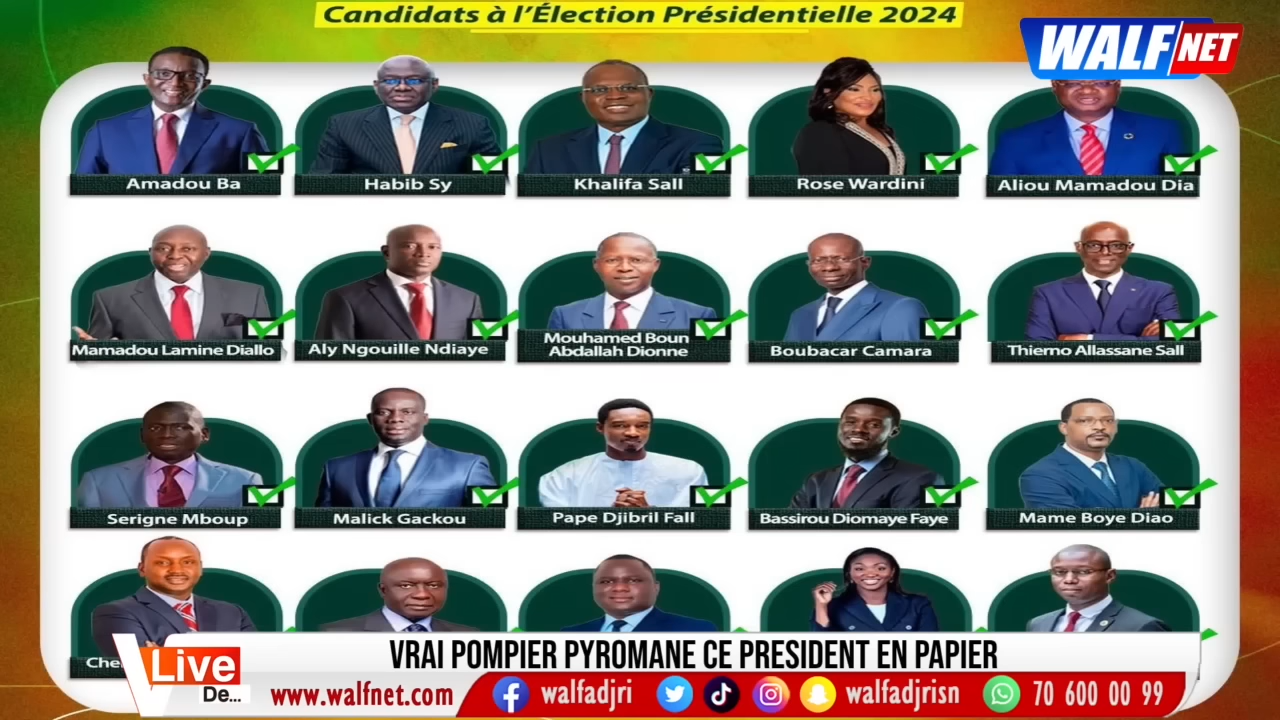 Candidats à l'Élection Présidentielle 2024
WALF NET
Amadou Ba
Habib Sy
Khalifa Sall
Rose Wardini
Aliou Mamadou Dia
Mamadou Lamine Diallo
Aly Ngouille Ndiaye
Mouhamed Boun
Abdallah Dionne
Boubacar Camara
Thierno Allassane Sall
Serigne Mboup
Malick Gackou
Pape Djibril Fall
Bassirou Diomaye Faye
Mame Boye Diao
VRAI POMPIER PYROMANE CE PRESIDENT EN PAPIER
Live
De...
www.walfnet.com
walfadjri
walfadjrisn
70 600 00 99